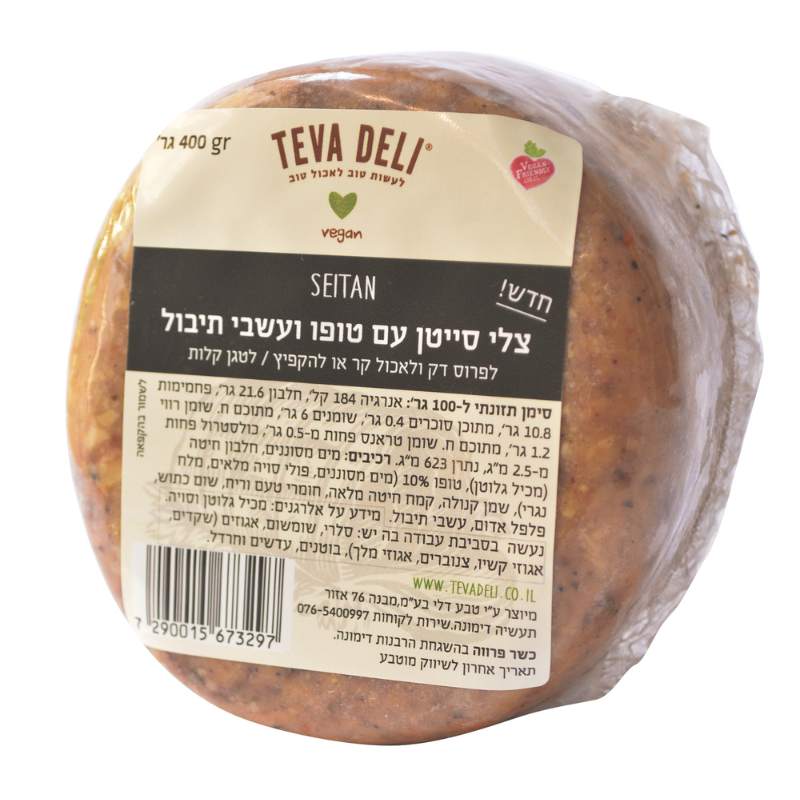 400 גר' gr
TEVA DELI®
לעשות טוב לאכול טוב
vegan
VEGAN
FRIENDLY
SEITAN
חדש!
צלי סייטן עם טופו ועשבי תיבול
לפרוס דק ולאכול קר או להקפיץ / לטגן קלות
לשמור בהקפאה
סימן תזונתי ל-100 גר': אנרגיה 184 קל', חלבון 21.6 גר', פחמימות
10.8 גר', מתוכן סוכרים 0.4 גר', שומנים 6 גר', מתוכם ח. שומן רווי
1.2 גר', מתוכם ח. שומן טראנס פחות מ-0.5 גר', כולסטרול פחות
מ-2.5 מ"ג, נתרן 623 מ"ג. רכיבים: מים מסוננים, חלבון חיטה
(מכיל גלוטן), טופו 10% (מים מסוננים, פולי סויה מלאים, מלח
נגרי), שמן קנולה, קמח חיטה מלאה, חומרי טעם וריח, שום כתוש,
פלפל אדום, עשבי תיבול. מידע על אלרגנים: מכיל גלוטן וסויה.
נעשה בסביבת עבודה בה יש: סלרי, שומשום, אגוזים (שקדים,
אגוזי קשיו, צנוברים, אגוזי מלך), בוטנים, עדשים וחרדל.
WWW.TEVADELI.CO.IL
מיוצר ע"י טבע דלי בע"מ,מבנה 76 אזור
תעשיה דימונה.שירות לקוחות 076-5400997
כשר פרווה בהשגחת הרבנות דימונה.
תאריך אחרון לשיווק מוטבע
7 290015 673297